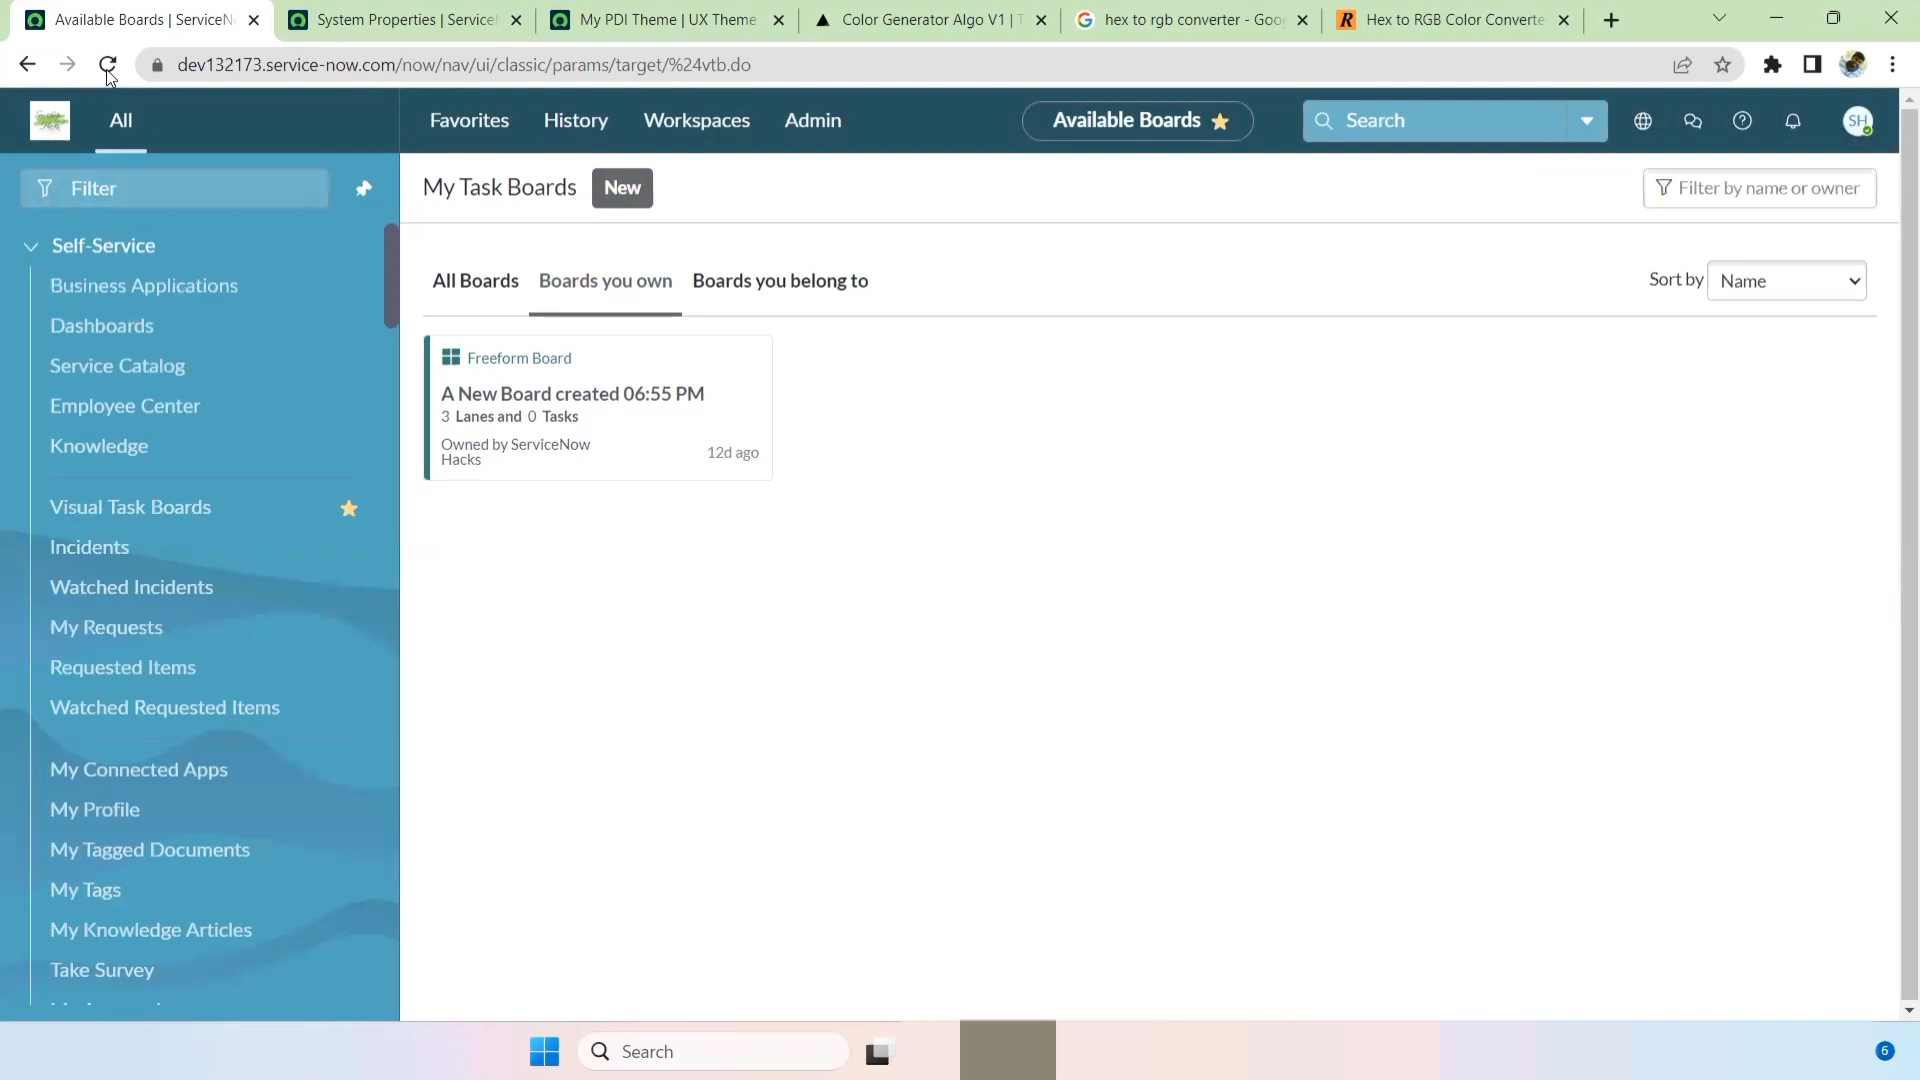 Available Boards | ServiceN
System Properties | ServiceN
My PDI Theme | UX Theme
Color Generator Algo V1 | T
hex to rgb converter - Goo
Hex to RGB Color Converte
dev132173.service-now.com/now/nav/ui/classic/params/target/%24vtb.do
All
Favorites
History
Workspaces
Admin
Available Boards
Search
SH
Filter
My Task Boards
New
Filter by name or owner
Self-Service
Business Applications
Dashboards
Service Catalog
Employee Center
Knowledge
Visual Task Boards
Incidents
Watched Incidents
My Requests
Requested Items
Watched Requested Items
My Connected Apps
My Profile
My Tagged Documents
My Tags
My Knowledge Articles
Take Survey
All Boards
Boards you own
Boards you belong to
Sort by
Name
Freeform Board
A New Board created 06:55 PM
3 Lanes and 0 Tasks
Owned by ServiceNow
Hacks
12d ago
Search
6